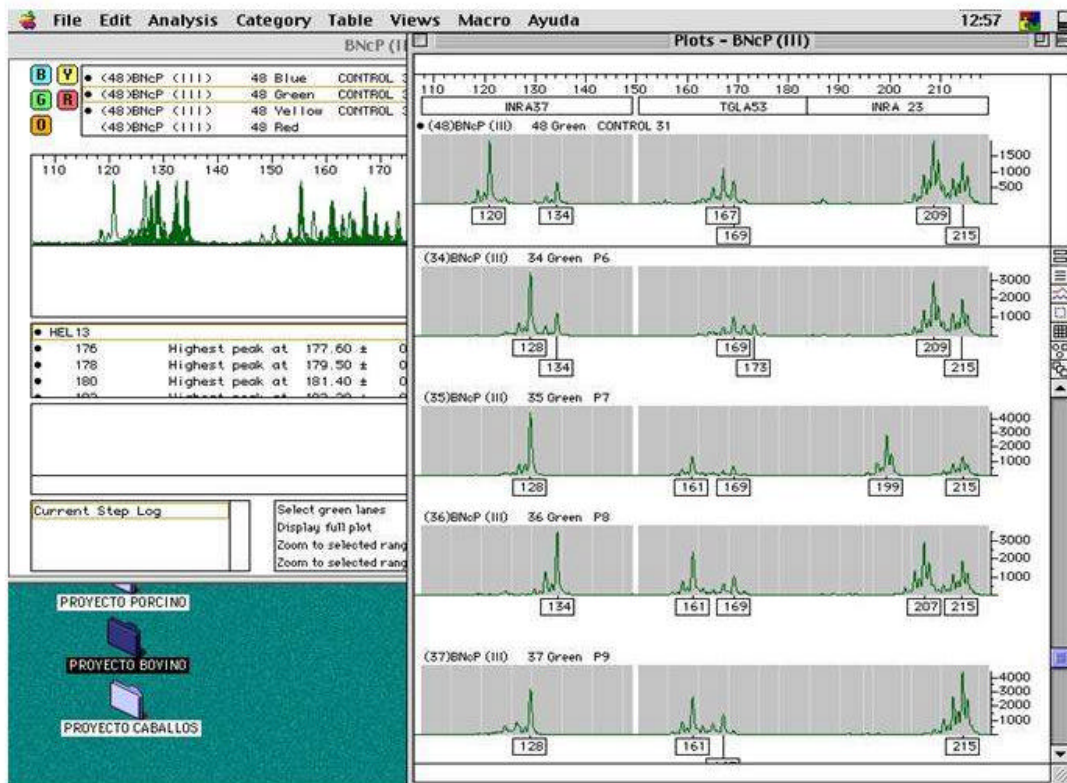 File Edit Analysis Category Table Views Macro Ayuda 12:57
BNcP (II
B Y
G R
O
(48)BNcP (III) 48 Blue CONTROL 3
(48)BNcP (III) 48 Green CONTROL 3
(48)BNcP (III) 48 Yellow CONTROL 3
(48)BNcP (III) 48 Red
110 120 130 140 150 160 170
HEL13
176 Highest peak at 177.60 ± 0
178 Highest peak at 179.50 ± 0
180 Highest peak at 181.40 ± 0
Current Step Log
Select green lanes
Display full plot
Zoom to selected rang
Zoom to selected rang
PROYECTO PORCINO
PROYECTO BOVINO
PROYECTO CABALLOS
Plots - BNcP (III)
110 120 130 140 150 160 170 180 190 200 210
INRA37 TGLA53 INRA 23
(48)BNcP (III) 48 Green CONTROL 31
1500
1000
500
120 134 167 209
169 215
(34)BNcP (III) 34 Green P6
3000
2000
1000
128 169 209
134 173 215
(35)BNcP (III) 35 Green P7
4000
3000
2000
1000
128 161 169 199 215
(36)BNcP (III) 36 Green P8
3000
2000
1000
134 161 169 207 215
(37)BNcP (III) 37 Green P9
4000
3000
2000
1000
128 161 215